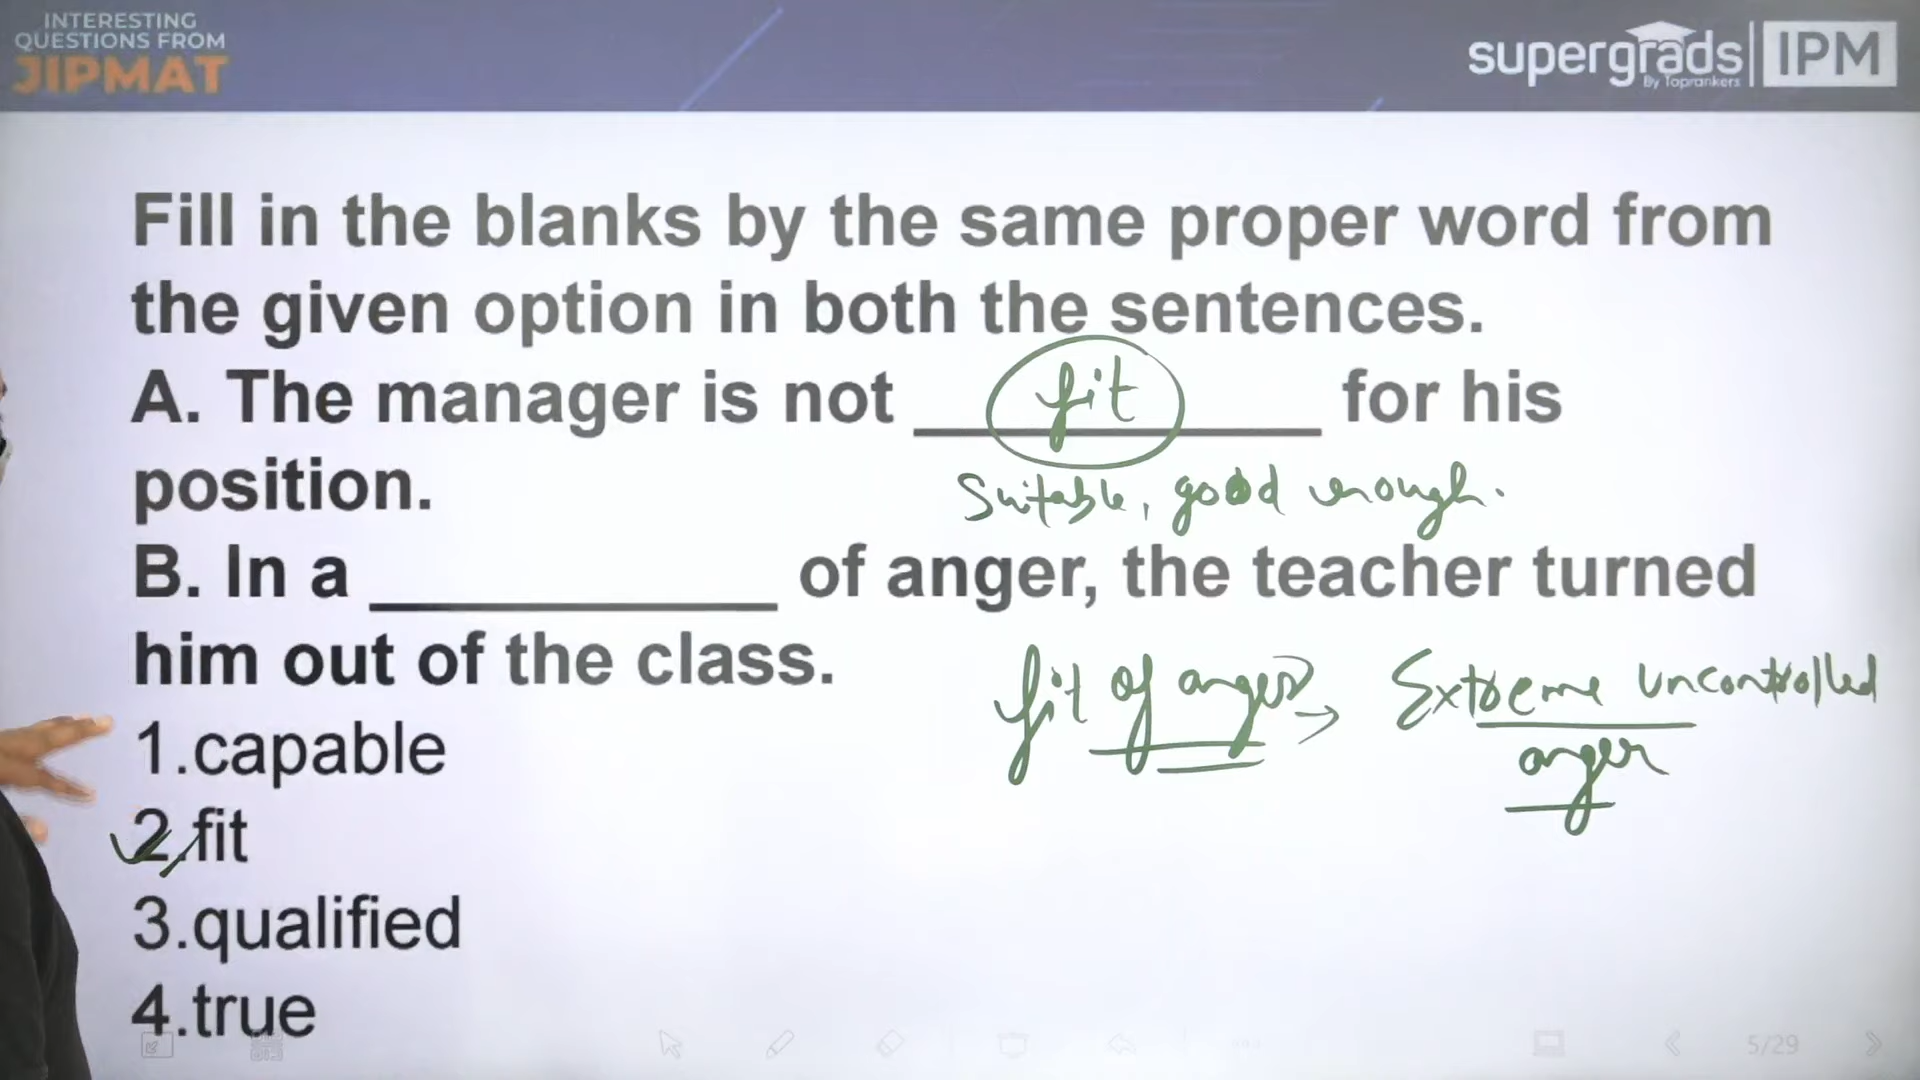 INTERESTING
QUESTIONS FROM
JIPMAT
supergrads
By Toprankers
IPM
Fill in the blanks by the same proper word from
the given option in both the sentences.
A. The manager is not ____________ fit for his
position.
Suitable, good enough.
B. In a ____________ of anger, the teacher turned
him out of the class.
fit of anger → Extreme uncontrolled
anger
1.capable
2.fit
3.qualified
4.true
5/29